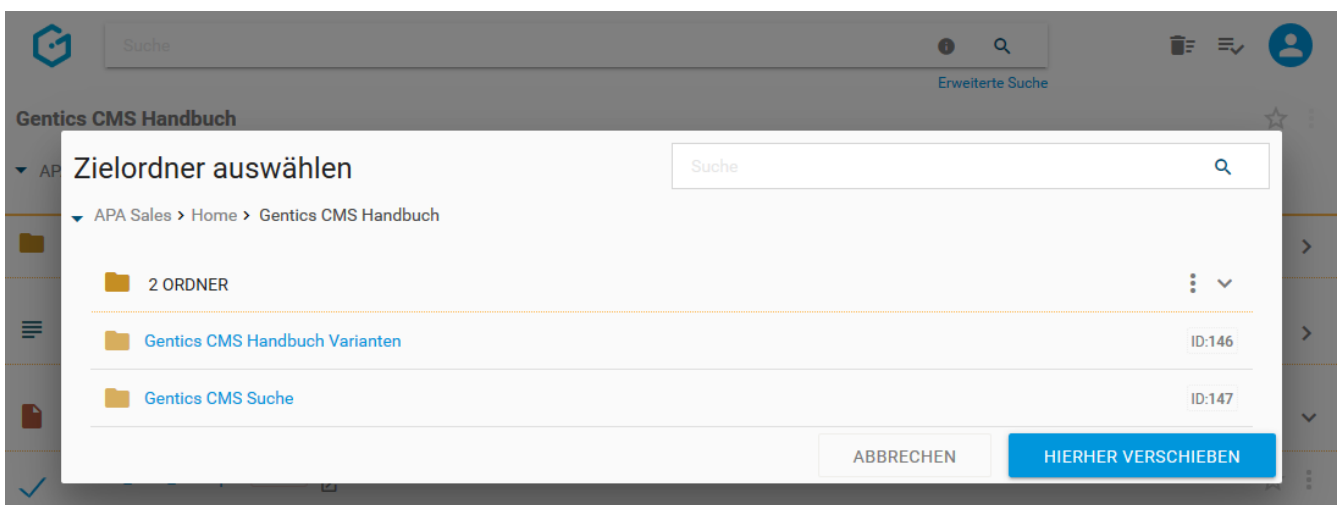 Suche
Erweiterte Suche
Gentics CMS Handbuch
AP
Zielordner auswählen
Suche
APA Sales > Home > Gentics CMS Handbuch
2 ORDNER
Gentics CMS Handbuch Varianten
ID:146
Gentics CMS Suche
ID:147
ABBRECHEN
HIERHER VERSCHIEBEN